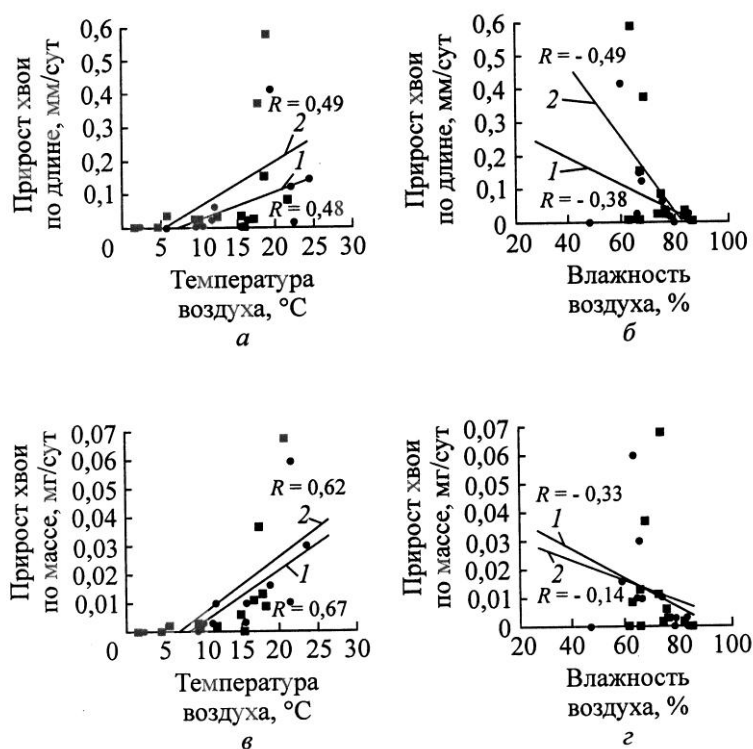 Прирост хвои
по длине, мм/сут
0,6
0,5
0,4
0,3
0,2
0,1
R = 0,49
2
1
R = 0,48
0 5 10 15 20 25 30
Температура
воздуха, °C
а
Прирост хвои
по длине, мм/сут
0,6
0,5
0,4
0,3
0,2
0,1
0
R = - 0,49
2
1
R = - 0,38
20 40 60 80 100
Влажность
воздуха, %
б
Прирост хвои
по массе, мг/сут
0,07
0,06
0,05
0,04
0,03
0,02
0,01
R = 0,62
2
1
R = 0,67
0 5 10 15 20 25 30
Температура
воздуха, °C
в
Прирост хвои
по массе, мг/сут
0,07
0,06
0,05
0,04
0,03
0,02
0,01
0
R = - 0,33
1
2
R = - 0,14
20 40 60 80 100
Влажность
воздуха, %
г